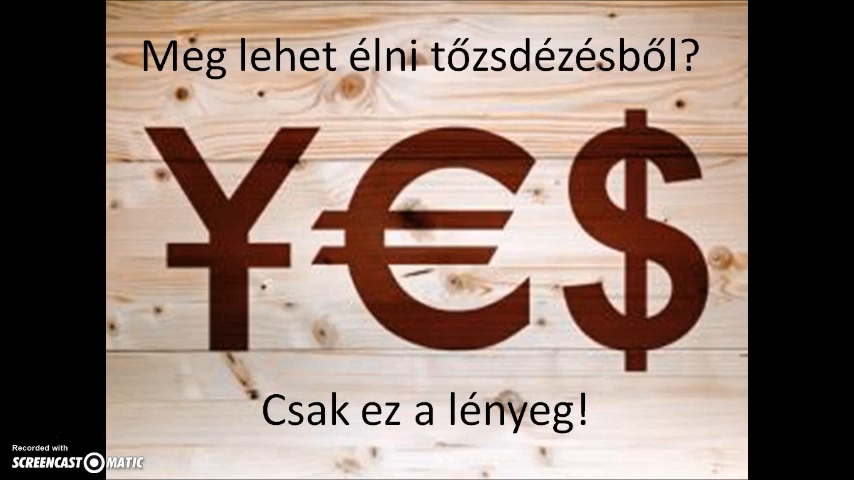 Meg lehet élni tőzsdézésből?
Y€$
Csak ez a lényeg!
Recorded with
SCREENCAST MATIC